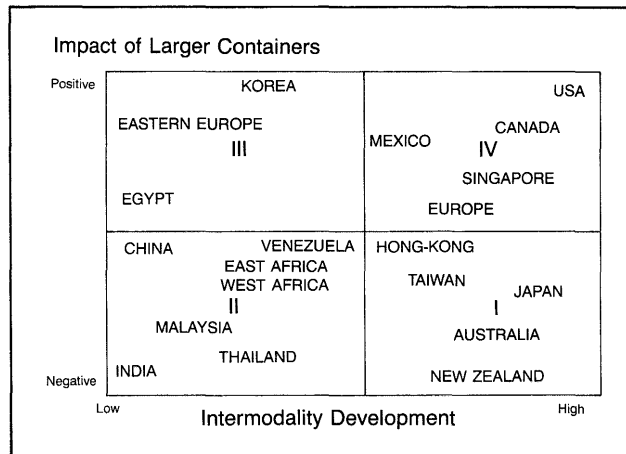 Impact of Larger Containers
Positive
KOREA
USA
EASTERN EUROPE
CANADA
MEXICO
III
IV
SINGAPORE
EGYPT
EUROPE
CHINA
VENEZUELA
HONG-KONG
EAST AFRICA
TAIWAN
WEST AFRICA
JAPAN
II
I
MALAYSIA
AUSTRALIA
THAILAND
INDIA
NEW ZEALAND
Negative
Low
High
Intermodality Development